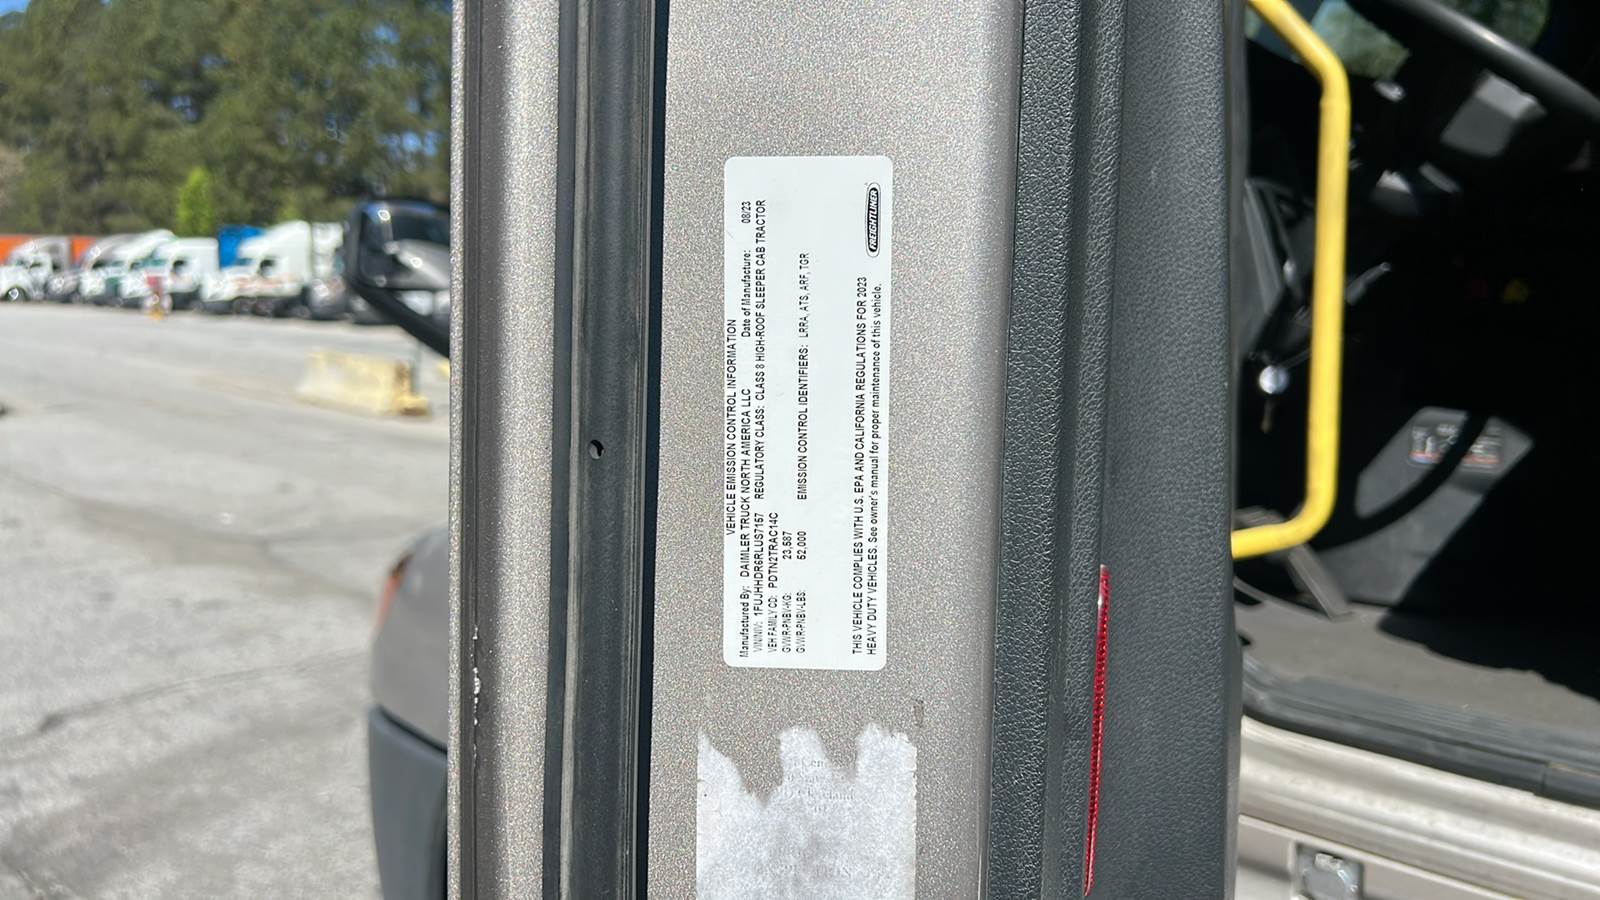 VEHICLE EMISSION CONTROL INFORMATION
Manufactured By: DAIMLER TRUCK NORTH AMERICA LLC Date of Manufacture: 08/23
VIN/NIV: 1FUJHHDR6RLUS7157 REGULATORY CLASS: CLASS 8 HIGH-ROOF SLEEPER CAB TRACTOR
VEH FAMILY CD: PDTN2TRAC14C
GVWR-PNBV-KG: 23,587
GVWR-PNBV-LBS: 52,000 EMISSION CONTROL IDENTIFIERS: LRRA, ATS, ARF, TGR
THIS VEHICLE COMPLIES WITH U.S. EPA AND CALIFORNIA REGULATIONS FOR 2023
HEAVY DUTY VEHICLES. See owner's manual for proper maintenance of this vehicle.
FREIGHTLINER